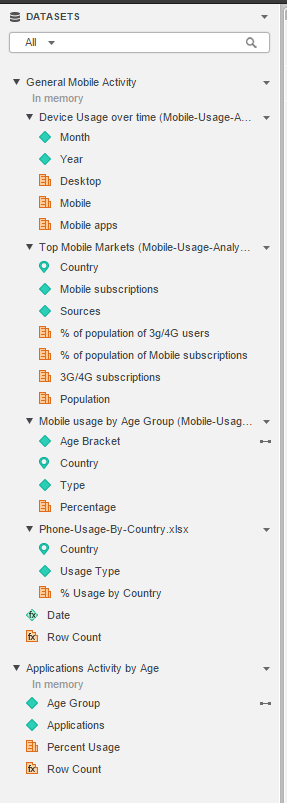 DATASETS
All
General Mobile Activity
In memory
Device Usage over time (Mobile-Usage-A...
Month
Year
Desktop
Mobile
Mobile apps
Top Mobile Markets (Mobile-Usage-Analy...
Country
Mobile subscriptions
Sources
% of population of 3g/4G users
% of population of Mobile subscriptions
3G/4G subscriptions
Population
Mobile usage by Age Group (Mobile-Usag...
Age Bracket
Country
Type
Percentage
Phone-Usage-By-Country.xlsx
Country
Usage Type
% Usage by Country
fx Date
fx Row Count
Applications Activity by Age
In memory
Age Group
Applications
Percent Usage
fx Row Count